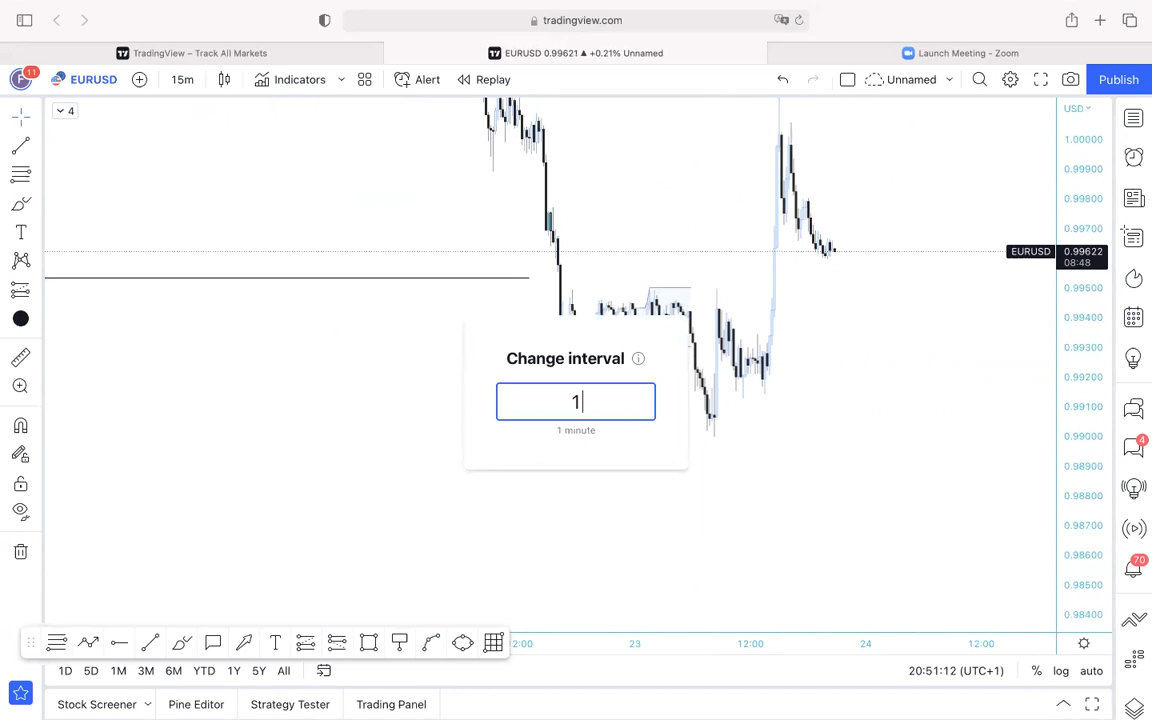 tradingview.com
TradingView – Track All Markets
EURUSD 0.99621 ▲ +0.21% Unnamed
Launch Meeting - Zoom
11
EURUSD
15m
Indicators
Alert
Replay
Unnamed
Publish
4
USD
1.00000
0.99900
0.99800
0.99700
EURUSD
0.99622
08:48
0.99500
0.99400
0.99300
0.99200
0.99100
0.99000
0.98900
0.98800
0.98700
0.98600
0.98500
0.98400
Change interval
1
1 minute
4
70
2:00
23
12:00
24
12:00
1D
5D
1M
3M
6M
YTD
1Y
5Y
All
20:51:12 (UTC+1)
%
log
auto
Stock Screener
Pine Editor
Strategy Tester
Trading Panel